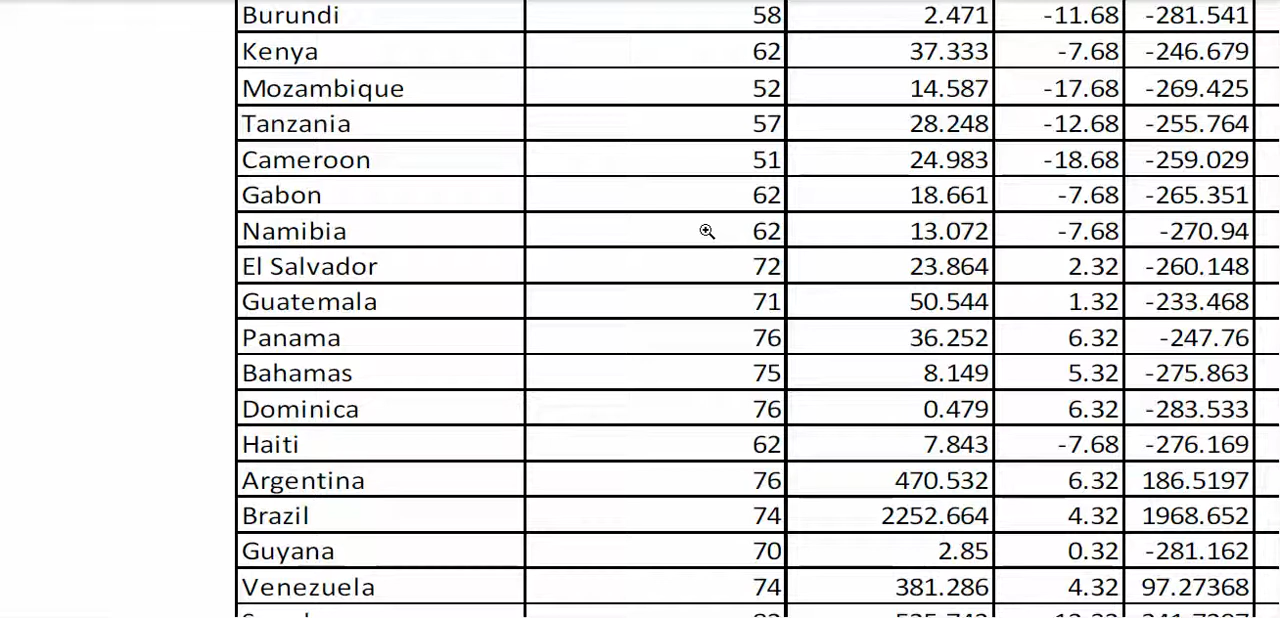 Burundi 58 2.471 -11.68 -281.541
Kenya 62 37.333 -7.68 -246.679
Mozambique 52 14.587 -17.68 -269.425
Tanzania 57 28.248 -12.68 -255.764
Cameroon 51 24.983 -18.68 -259.029
Gabon 62 18.661 -7.68 -265.351
Namibia 62 13.072 -7.68 -270.94
El Salvador 72 23.864 2.32 -260.148
Guatemala 71 50.544 1.32 -233.468
Panama 76 36.252 6.32 -247.76
Bahamas 75 8.149 5.32 -275.863
Dominica 76 0.479 6.32 -283.533
Haiti 62 7.843 -7.68 -276.169
Argentina 76 470.532 6.32 186.5197
Brazil 74 2252.664 4.32 1968.652
Guyana 70 2.85 0.32 -281.162
Venezuela 74 381.286 4.32 97.27368